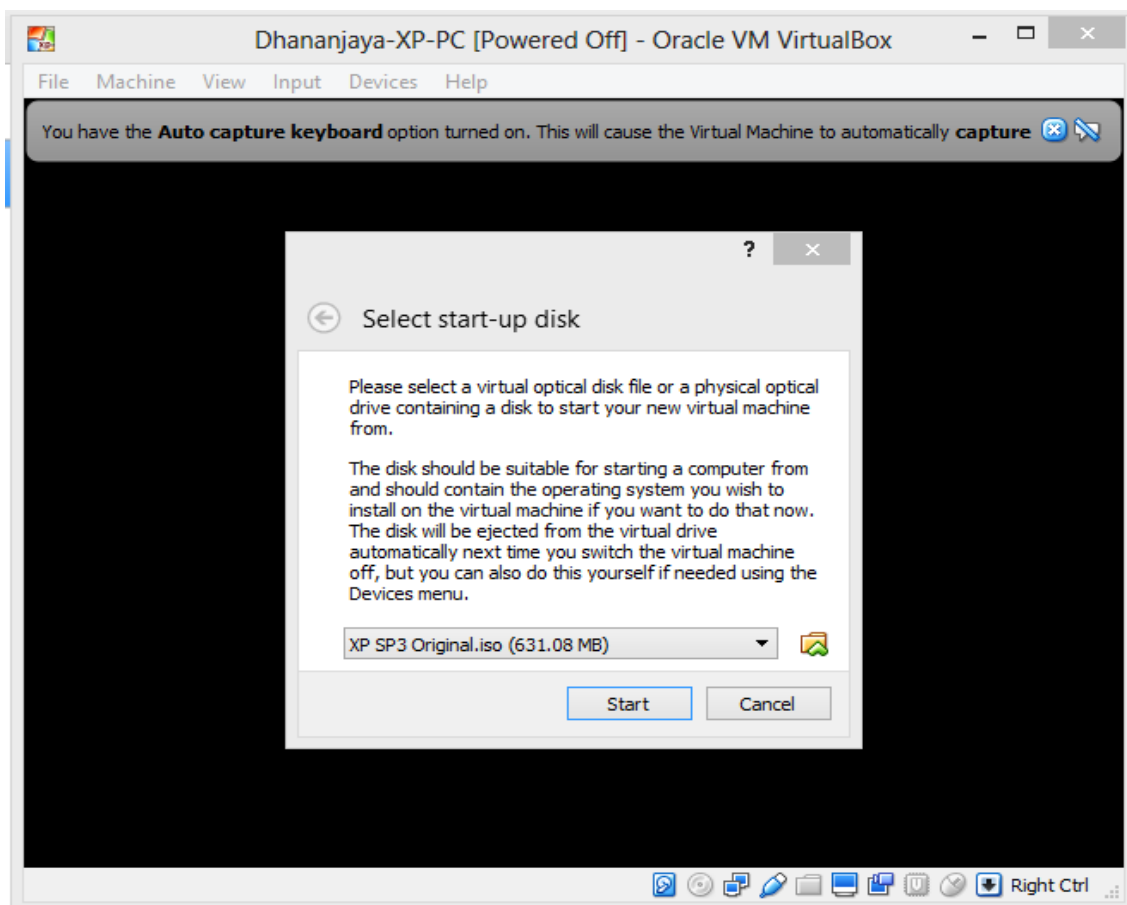 Dhananjaya-XP-PC [Powered Off] - Oracle VM VirtualBox
File Machine View Input Devices Help
You have the Auto capture keyboard option turned on. This will cause the Virtual Machine to automatically capture
?
Select start-up disk
Please select a virtual optical disk file or a physical optical
drive containing a disk to start your new virtual machine
from.
The disk should be suitable for starting a computer from
and should contain the operating system you wish to
install on the virtual machine if you want to do that now.
The disk will be ejected from the virtual drive
automatically next time you switch the virtual machine
off, but you can also do this yourself if needed using the
Devices menu.
XP SP3 Original.iso (631.08 MB)
Start Cancel
Right Ctrl